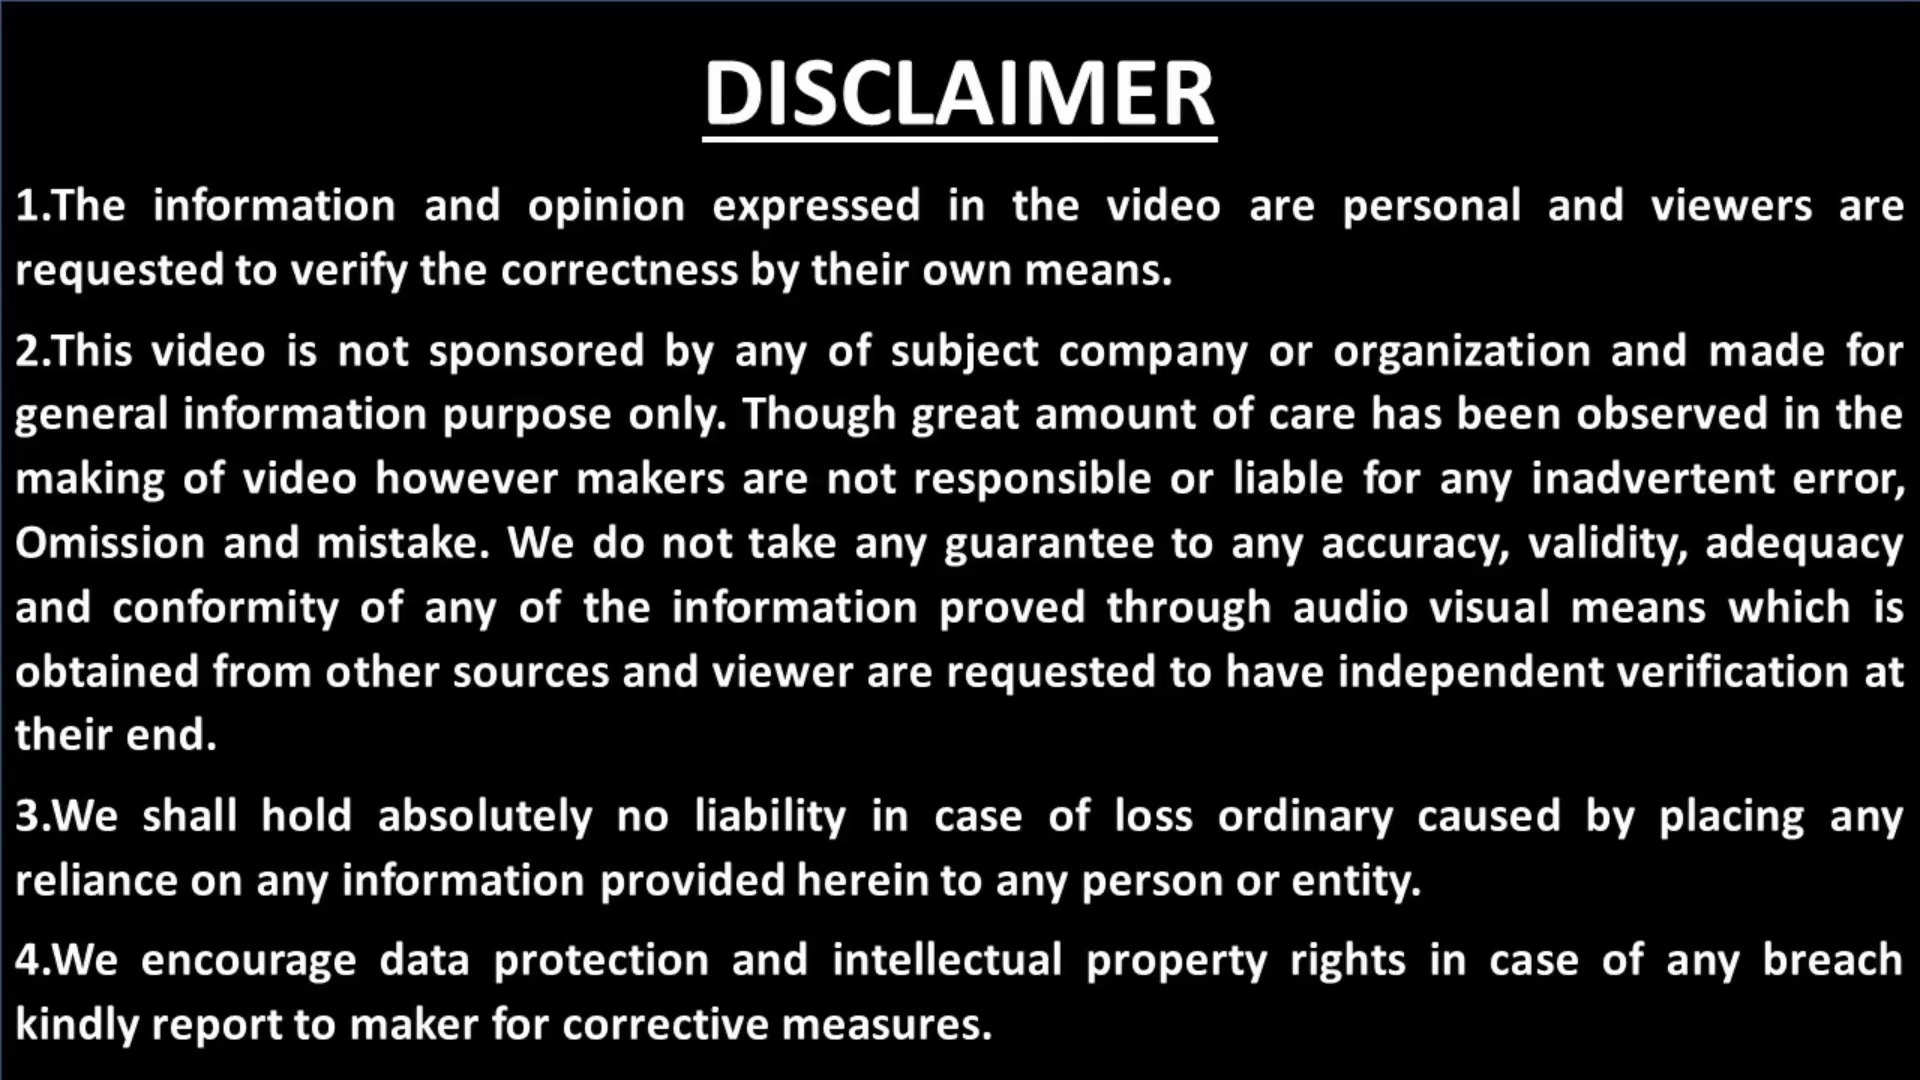 DISCLAIMER
1.The information and opinion expressed in the video are personal and viewers are
requested to verify the correctness by their own means.
2.This video is not sponsored by any of subject company or organization and made for
general information purpose only. Though great amount of care has been observed in the
making of video however makers are not responsible or liable for any inadvertent error,
Omission and mistake. We do not take any guarantee to any accuracy, validity, adequacy
and conformity of any of the information proved through audio visual means which is
obtained from other sources and viewer are requested to have independent verification at
their end.
3.We shall hold absolutely no liability in case of loss ordinary caused by placing any
reliance on any information provided herein to any person or entity.
4.We encourage data protection and intellectual property rights in case of any breach
kindly report to maker for corrective measures.